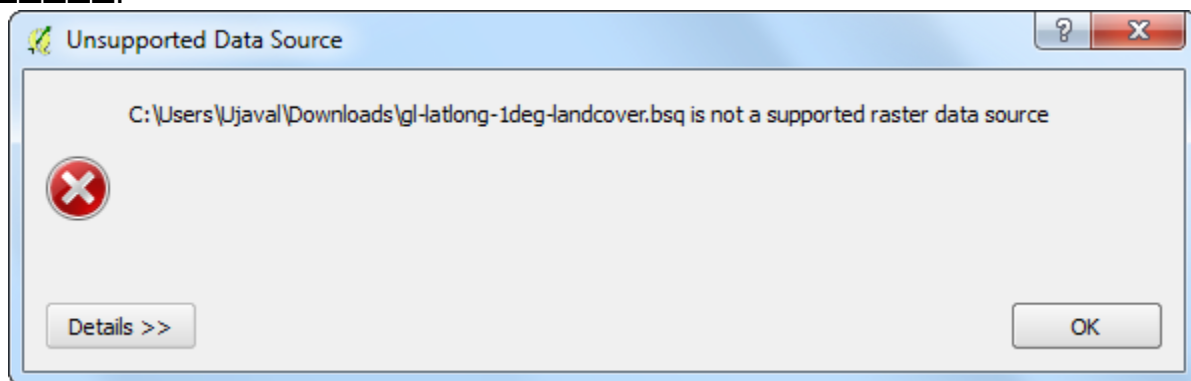 Unsupported Data Source
C:\Users\Ujaval\Downloads\gl-latlong-1deg-landcover.bsq is not a supported raster data source
Details >>
OK